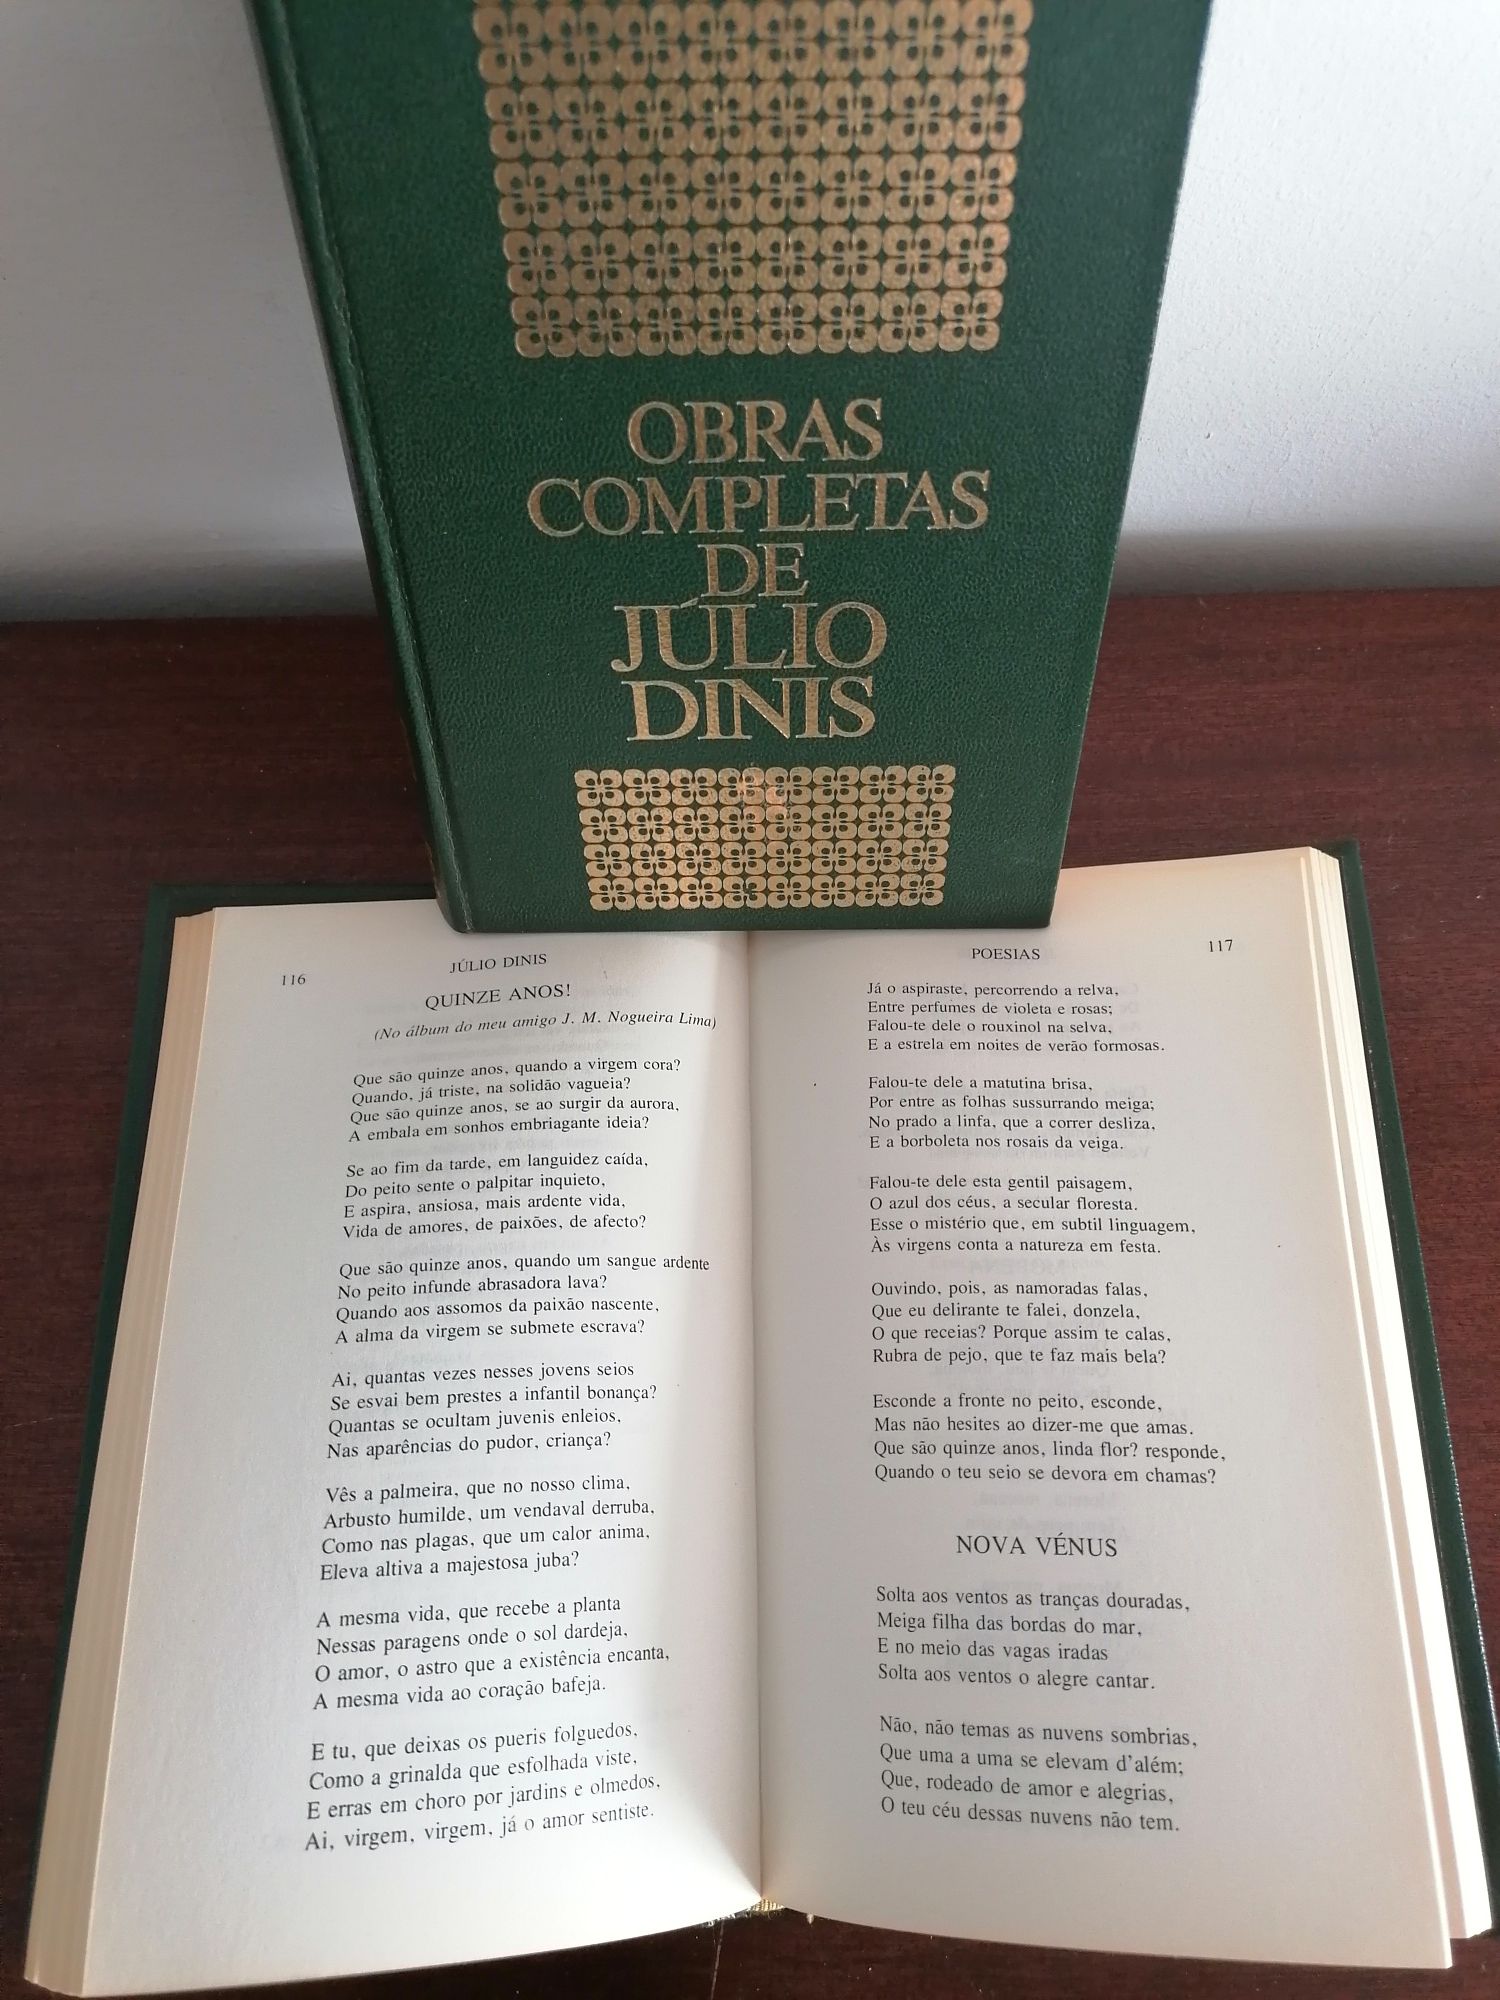 OBRAS
COMPLETAS
DE
JÚLIO
DINIS
116
JÚLIO DINIS
QUINZE ANOS!
(No álbum do meu amigo J. M. Nogueira Lima)
Que são quinze anos, quando a virgem cora?
Quando, já triste, na solidão vagueia?
Que são quinze anos, se ao surgir da aurora,
A embala em sonhos embriagante ideia?
Se ao fim da tarde, em languidez caída,
Do peito sente o palpitar inquieto,
E aspira, ansiosa, mais ardente vida,
Vida de amores, de paixões, de afecto?
Que são quinze anos, quando um sangue ardente
No peito infunde abrasadora lava?
Quando aos assomos da paixão nascente,
A alma da virgem se submete escrava?
Ai, quantas vezes nesses jovens seios
Se esvai bem prestes a infantil bonança?
Quantas se ocultam juvenis enleios,
Nas aparências do pudor, criança?
Vês a palmeira, que no nosso clima,
Arbusto humilde, um vendaval derruba,
Como nas plagas, que um calor anima,
Eleva altiva a majestosa juba?
A mesma vida, que recebe a planta
Nessas paragens onde o sol dardeja,
O amor, o astro que a existência encanta,
A mesma vida ao coração bafeja.
E tu, que deixas os pueris folguedos,
Como a grinalda que esfolhada viste,
E erras em choro por jardins e olmedos,
Ai, virgem, virgem, já o amor sentiste.
POESIAS
117
Já o aspiraste, percorrendo a relva,
Entre perfumes de violeta e rosas;
Falou-te dele o rouxinol na selva,
E a estrela em noites de verão formosas.
Falou-te dele a matutina brisa,
Por entre as folhas sussurrando meiga;
No prado a linfa, que a correr desliza,
E a borboleta nos rosais da veiga.
Falou-te dele esta gentil paisagem,
O azul dos céus, a secular floresta.
Esse o mistério que, em subtil linguagem,
Às virgens conta a natureza em festa.
Ouvindo, pois, as namoradas falas,
Que eu delirante te falei, donzela,
O que receias? Porque assim te calas,
Rubra de pejo, que te faz mais bela?
Esconde a fronte no peito, esconde,
Mas não hesites ao dizer-me que amas.
Que são quinze anos, linda flor? responde,
Quando o teu seio se devora em chamas?
NOVA VÉNUS
Solta aos ventos as tranças douradas,
Meiga filha das bordas do mar,
E no meio das vagas iradas
Solta aos ventos o alegre cantar.
Não, não temas as nuvens sombrias,
Que uma a uma se elevam d'além;
Que, rodeado de amor e alegrias,
O teu céu dessas nuvens não tem.